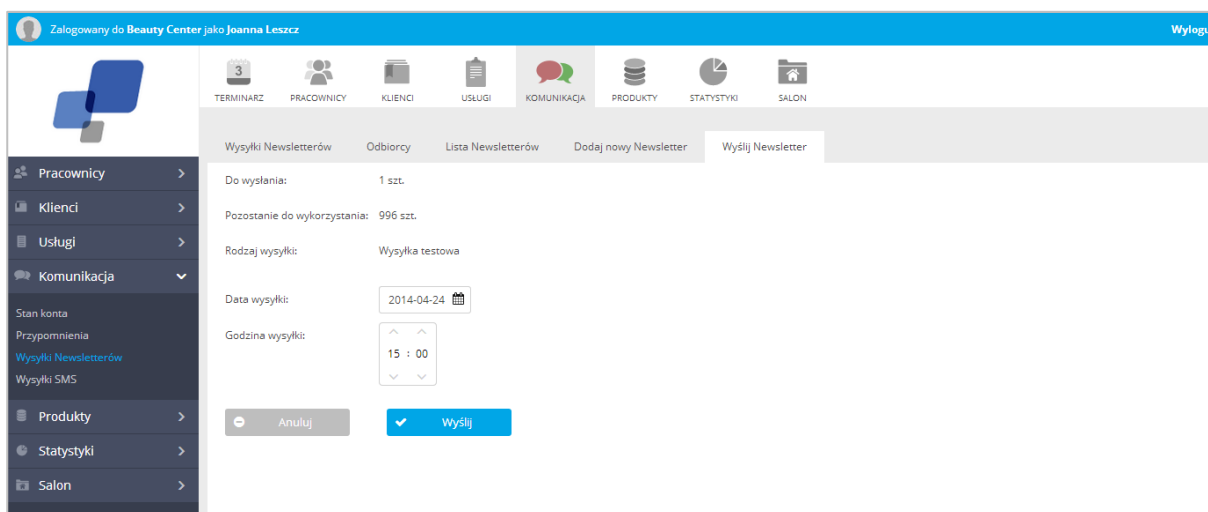 Zalogowany do Beauty Center jako Joanna Leszcz
Wylogu
3
TERMINARZ PRACOWNICY KLIENCI USŁUGI KOMUNIKACJA PRODUKTY STATYSTYKI SALON
Wysyłki Newsletterów Odbiorcy Lista Newsletterów Dodaj nowy Newsletter Wyślij Newsletter
Pracownicy
Klienci
Usługi
Komunikacja
Stan konta
Przypomnienia
Wysyłki Newsletterów
Wysyłki SMS
Produkty
Statystyki
Salon
Do wysłania: 1 szt.
Pozostanie do wykorzystania: 996 szt.
Rodzaj wysyłki: Wysyłka testowa
Data wysyłki: 2014-04-24
Godzina wysyłki: 15 : 00
Anuluj Wyślij